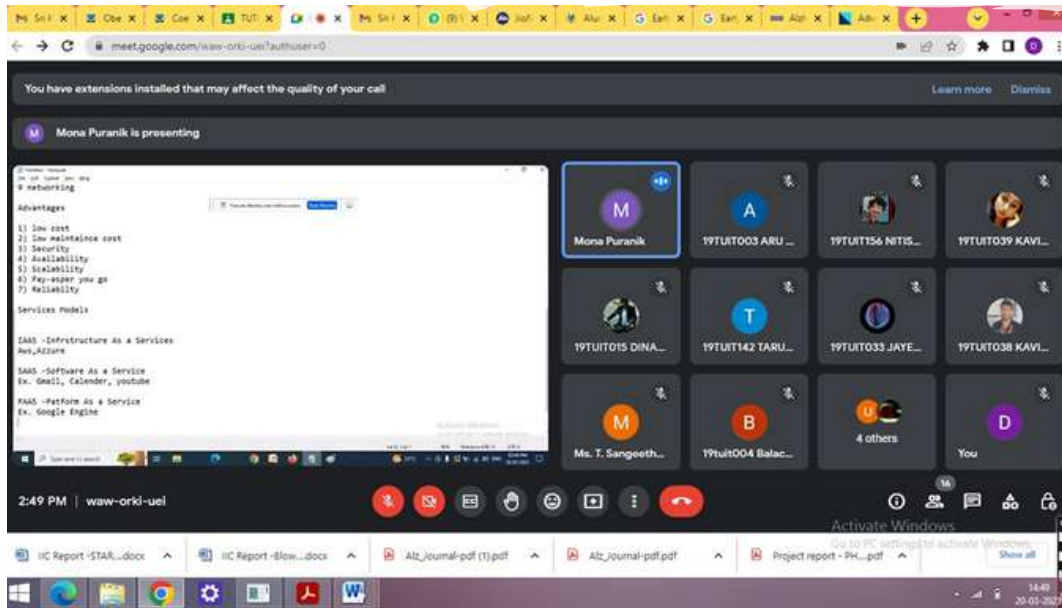 meet.google.com/waw-orki-uei?authuser=0
You have extensions installed that may affect the quality of your call
Learn more
Dismiss
M
Mona Puranik is presenting
9 networking
Advantages
1) low cost
2) low maintaince cost
3) Security
4) Availability
5) Scalability
6) Pay-asper you go
7) Reliability
Services Models
IAAS -Infrstructure As a Services
Aws,Azzure
SAAS -Software As a Service
Ex. Gmail, Calender, youtube
PAAS -Patform As a Service
Ex. Google Engine
M
Mona Puranik
A
19TUIT003 ARU ...
19TUIT156 NITIS...
19TUIT039 KAVI...
19TUIT015 DINA...
T
19TUIT142 TARU...
19TUIT033 JAYE...
19TUIT038 KAVI...
M
Ms. T. Sangeeth...
B
19tuit004 Balac...
U
4 others
D
You
2:49 PM | waw-orki-uei
16
Activate Windows
Go to PC settings to activate Windows.
IIC Report -STAR....docx
IIC Report -Blow....docx
Alz_Journal-pdf (1).pdf
Alz_Journal-pdf.pdf
Project report - PH....pdf
Show all
14:49